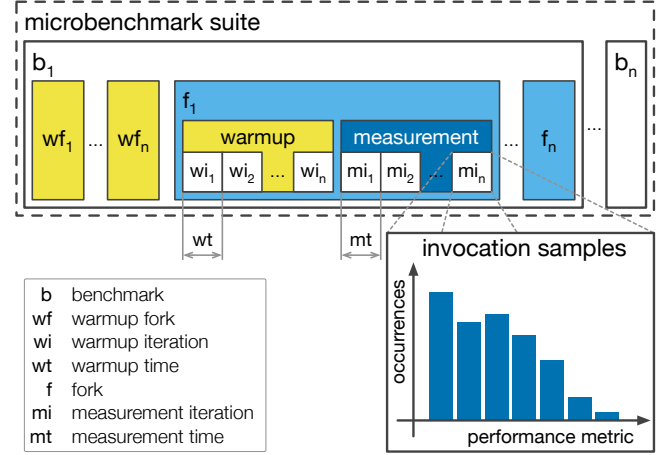 microbenchmark suite
b1
bn
wf1 ... wfn
f1
warmup
measurement
wi1 wi2 ... win
mi1 mi2 ... min
... fn
...
wt
mt
invocation samples
occurrences
performance metric
b benchmark
wf warmup fork
wi warmup iteration
wt warmup time
f fork
mi measurement iteration
mt measurement time